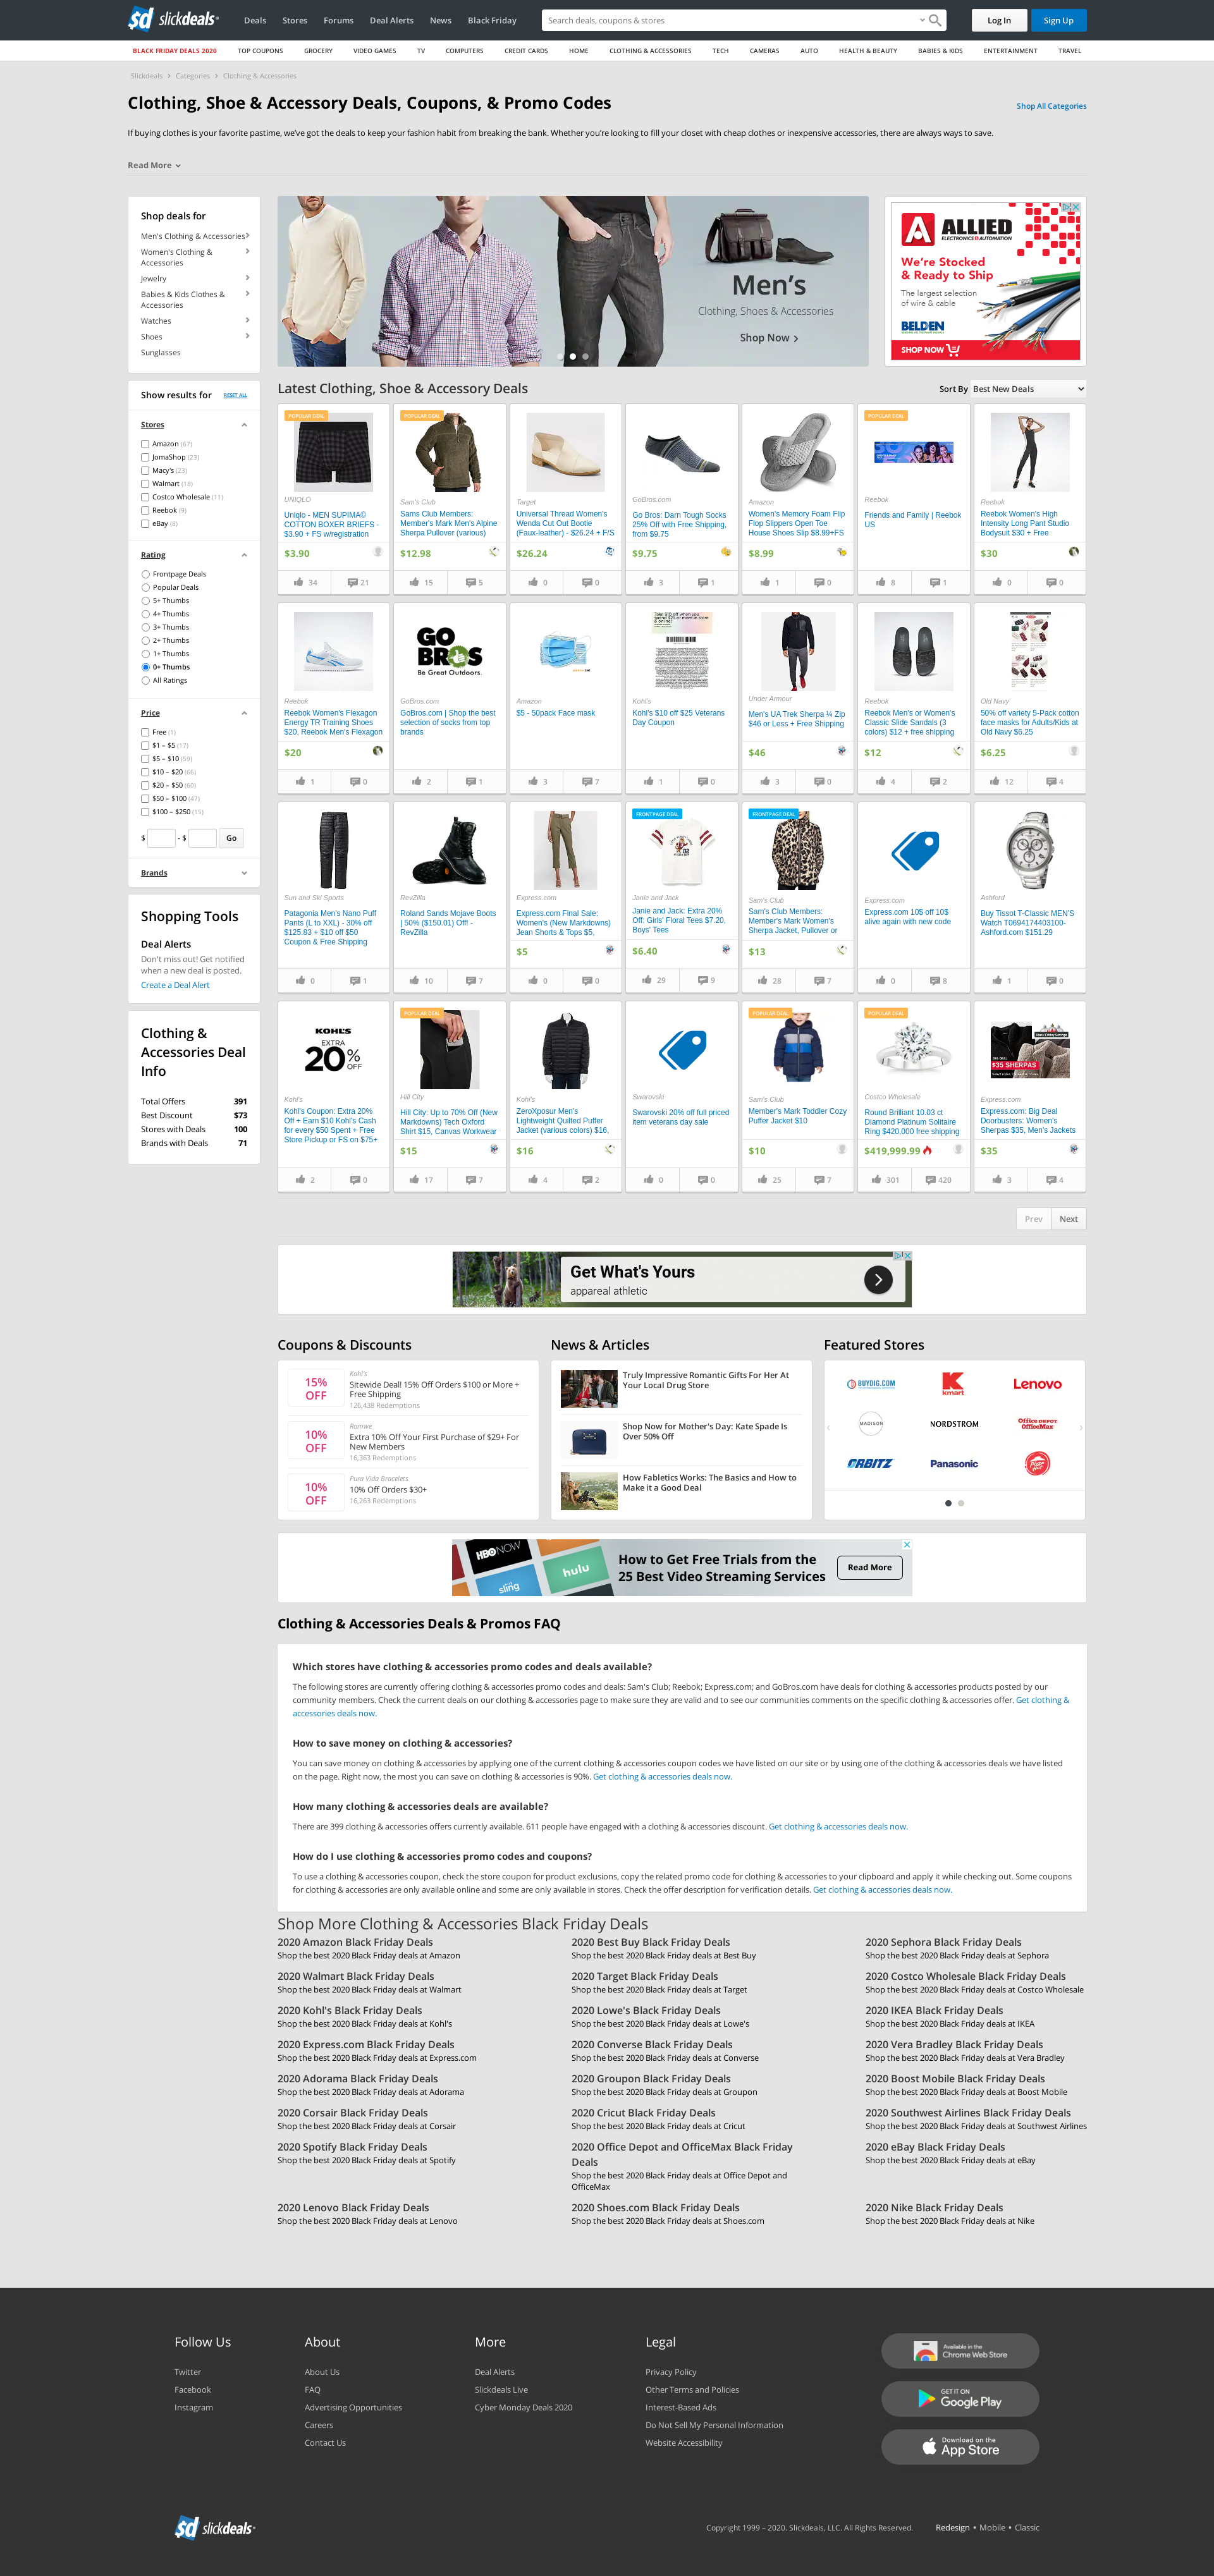 sd slickdeals
Deals Stores Forums Deal Alerts News Black Friday
Search deals, coupons & stores
Log In Sign Up
BLACK FRIDAY DEALS 2020 TOP COUPONS GROCERY VIDEO GAMES TV COMPUTERS CREDIT CARDS HOME CLOTHING & ACCESSORIES TECH CAMERAS AUTO HEALTH & BEAUTY BABIES & KIDS ENTERTAINMENT TRAVEL
Slickdeals > Categories > Clothing & Accessories
Clothing, Shoe & Accessory Deals, Coupons, & Promo Codes
Shop All Categories
If buying clothes is your favorite pastime, we've got the deals to keep your fashion habit from breaking the bank. Whether you're looking to fill your closet with cheap clothes or inexpensive accessories, there are always ways to save.
Read More
Shop deals for
Men's Clothing & Accessories
Women's Clothing &
Accessories
Jewelry
Babies & Kids Clothes &
Accessories
Watches
Shoes
Sunglasses
Show results for RESET ALL
Stores
Amazon (67)
JomaShop (23)
Macy's (23)
Walmart (18)
Costco Wholesale (11)
Reebok (9)
eBay (8)
Rating
Frontpage Deals
Popular Deals
5+ Thumbs
4+ Thumbs
3+ Thumbs
2+ Thumbs
1+ Thumbs
0+ Thumbs
All Ratings
Price
Free (1)
$1 – $5 (17)
$5 – $10 (59)
$10 – $20 (66)
$20 – $50 (60)
$50 – $100 (47)
$100 – $250 (15)
$ - $ Go
Brands
Shopping Tools
Deal Alerts
Don't miss out! Get notified
when a new deal is posted.
Create a Deal Alert
Clothing &
Accessories Deal
Info
Total Offers 391
Best Discount $73
Stores with Deals 100
Brands with Deals 71
Men's
Clothing, Shoes & Accessories
Shop Now >
ALLIED
ELECTRONICS & AUTOMATION
We're Stocked
& Ready to Ship
The largest selection
of wire & cable
BELDEN
SHOP NOW
Latest Clothing, Shoe & Accessory Deals
Sort By Best New Deals
POPULAR DEAL
UNIQLO
Uniqlo - MEN SUPIMA©
COTTON BOXER BRIEFS -
$3.90 + FS w/registration
$3.90
34 21
POPULAR DEAL
Sam's Club
Sams Club Members:
Member's Mark Men's Alpine
Sherpa Pullover (various)
$12.98
15 5
Target
Universal Thread Women's
Wenda Cut Out Bootie
(Faux-leather) - $26.24 + F/S
$26.24
0 0
GoBros.com
Go Bros: Darn Tough Socks
25% Off with Free Shipping,
from $9.75
$9.75
3 1
Amazon
Women's Memory Foam Flip
Flop Slippers Open Toe
House Shoes Slip $8.99+FS
$8.99
1 0
POPULAR DEAL
Reebok
Friends and Family | Reebok
US
8 1
Reebok
Reebok Women's High
Intensity Long Pant Studio
Bodysuit $30 + Free
$30
0 0
Reebok
Reebok Women's Flexagon
Energy TR Training Shoes
$20, Reebok Men's Flexagon
$20
1 0
GO
BROS
Be Great Outdoors.
GoBros.com
GoBros.com | Shop the best
selection of socks from top
brands
2 1
Amazon
$5 - 50pack Face mask
3 7
Kohl's
Kohl's $10 off $25 Veterans
Day Coupon
1 0
Under Armour
Men's UA Trek Sherpa ¼ Zip
$46 or Less + Free Shipping
$46
3 0
Reebok
Reebok Men's or Women's
Classic Slide Sandals (3
colors) $12 + free shipping
$12
4 2
Old Navy
50% off variety 5-Pack cotton
face masks for Adults/Kids at
Old Navy $6.25
$6.25
12 4
Sun and Ski Sports
Patagonia Men's Nano Puff
Pants (L to XXL) - 30% off
$125.83 + $10 off $50
Coupon & Free Shipping
0 1
RevZilla
Roland Sands Mojave Boots
| 50% ($150.01) Off! -
RevZilla
10 7
Express.com
Express.com Final Sale:
Women's (New Markdowns)
Jean Shorts & Tops $5,
$5
0 0
FRONTPAGE DEAL
Janie and Jack
Janie and Jack: Extra 20%
Off: Girls' Floral Tees $7.20,
Boys' Tees
$6.40
29 9
FRONTPAGE DEAL
Sam's Club
Sam's Club Members:
Member's Mark Women's
Sherpa Jacket, Pullover or
$13
28 7
Express.com
Express.com 10$ off 10$
alive again with new code
0 8
Ashford
Buy Tissot T-Classic MEN'S
Watch T0694174403100-
Ashford.com $151.29
1 0
KOHL'S
EXTRA
20% OFF
Kohl's
Kohl's Coupon: Extra 20%
Off + Earn $10 Kohl's Cash
for every $50 Spent + Free
Store Pickup or FS on $75+
2 0
POPULAR DEAL
Hill City
Hill City: Up to 70% Off (New
Markdowns) Tech Oxford
Shirt $15, Canvas Workwear
$15
17 7
Kohl's
ZeroXposur Men's
Lightweight Quilted Puffer
Jacket (various colors) $16,
$16
4 2
Swarovski
Swarovski 20% off full priced
item veterans day sale
0 0
POPULAR DEAL
Sam's Club
Member's Mark Toddler Cozy
Puffer Jacket $10
$10
25 7
POPULAR DEAL
Costco Wholesale
Round Brilliant 10.03 ct
Diamond Platinum Solitaire
Ring $420,000 free shipping
$419,999.99
301 420
$35 SHERPAS
Express.com
Express.com: Big Deal
Doorbusters: Women's
Sherpas $35, Men's Jackets
$35
3 4
Prev Next
Get What's Yours
appareal athletic
Coupons & Discounts
15%
OFF
Kohl's
Sitewide Deal! 15% Off Orders $100 or More +
Free Shipping
126,438 Redemptions
10%
OFF
Romwe
Extra 10% Off Your First Purchase of $29+ For
New Members
16,363 Redemptions
10%
OFF
Pura Vida Bracelets
10% Off Orders $30+
16,263 Redemptions
News & Articles
Truly Impressive Romantic Gifts For Her At
Your Local Drug Store
Shop Now for Mother's Day: Kate Spade Is
Over 50% Off
How Fabletics Works: The Basics and How to
Make it a Good Deal
Featured Stores
BUYDIG.COM kmart Lenovo
MADISON NORDSTROM Office DEPOT OfficeMax
ORBITZ Panasonic Pizza Hut
HBO NOW
sling
hulu
How to Get Free Trials from the
25 Best Video Streaming Services
Read More
Clothing & Accessories Deals & Promos FAQ
Which stores have clothing & accessories promo codes and deals available?
The following stores are currently offering clothing & accessories promo codes and deals: Sam's Club; Reebok; Express.com; and GoBros.com have deals for clothing & accessories products posted by our
community members. Check the current deals on our clothing & accessories page to make sure they are valid and to see our communities comments on the specific clothing & accessories offer. Get clothing &
accessories deals now.
How to save money on clothing & accessories?
You can save money on clothing & accessories by applying one of the current clothing & accessories coupon codes we have listed on our site or by using one of the clothing & accessories deals we have listed
on the page. Right now, the most you can save on clothing & accessories is 90%. Get clothing & accessories deals now.
How many clothing & accessories deals are available?
There are 399 clothing & accessories offers currently available. 611 people have engaged with a clothing & accessories discount. Get clothing & accessories deals now.
How do I use clothing & accessories promo codes and coupons?
To use a clothing & accessories coupon, check the store coupon for product exclusions, copy the related promo code for clothing & accessories to your clipboard and apply it while checking out. Some coupons
for clothing & accessories are only available online and some are only available in stores. Check the offer description for verification details. Get clothing & accessories deals now.
Shop More Clothing & Accessories Black Friday Deals
2020 Amazon Black Friday Deals
Shop the best 2020 Black Friday deals at Amazon
2020 Best Buy Black Friday Deals
Shop the best 2020 Black Friday deals at Best Buy
2020 Sephora Black Friday Deals
Shop the best 2020 Black Friday deals at Sephora
2020 Walmart Black Friday Deals
Shop the best 2020 Black Friday deals at Walmart
2020 Target Black Friday Deals
Shop the best 2020 Black Friday deals at Target
2020 Costco Wholesale Black Friday Deals
Shop the best 2020 Black Friday deals at Costco Wholesale
2020 Kohl's Black Friday Deals
Shop the best 2020 Black Friday deals at Kohl's
2020 Lowe's Black Friday Deals
Shop the best 2020 Black Friday deals at Lowe's
2020 IKEA Black Friday Deals
Shop the best 2020 Black Friday deals at IKEA
2020 Express.com Black Friday Deals
Shop the best 2020 Black Friday deals at Express.com
2020 Converse Black Friday Deals
Shop the best 2020 Black Friday deals at Converse
2020 Vera Bradley Black Friday Deals
Shop the best 2020 Black Friday deals at Vera Bradley
2020 Adorama Black Friday Deals
Shop the best 2020 Black Friday deals at Adorama
2020 Groupon Black Friday Deals
Shop the best 2020 Black Friday deals at Groupon
2020 Boost Mobile Black Friday Deals
Shop the best 2020 Black Friday deals at Boost Mobile
2020 Corsair Black Friday Deals
Shop the best 2020 Black Friday deals at Corsair
2020 Cricut Black Friday Deals
Shop the best 2020 Black Friday deals at Cricut
2020 Southwest Airlines Black Friday Deals
Shop the best 2020 Black Friday deals at Southwest Airlines
2020 Spotify Black Friday Deals
Shop the best 2020 Black Friday deals at Spotify
2020 Office Depot and OfficeMax Black Friday
Deals
Shop the best 2020 Black Friday deals at Office Depot and
OfficeMax
2020 eBay Black Friday Deals
Shop the best 2020 Black Friday deals at eBay
2020 Lenovo Black Friday Deals
Shop the best 2020 Black Friday deals at Lenovo
2020 Shoes.com Black Friday Deals
Shop the best 2020 Black Friday deals at Shoes.com
2020 Nike Black Friday Deals
Shop the best 2020 Black Friday deals at Nike
Follow Us
Twitter
Facebook
Instagram
About
About Us
FAQ
Advertising Opportunities
Careers
Contact Us
More
Deal Alerts
Slickdeals Live
Cyber Monday Deals 2020
Legal
Privacy Policy
Other Terms and Policies
Interest-Based Ads
Do Not Sell My Personal Information
Website Accessibility
Available in the
Chrome Web Store
GET IT ON
Google Play
Download on the
App Store
sd slickdeals
Copyright 1999 – 2020. Slickdeals, LLC. All Rights Reserved.
Redesign • Mobile • Classic